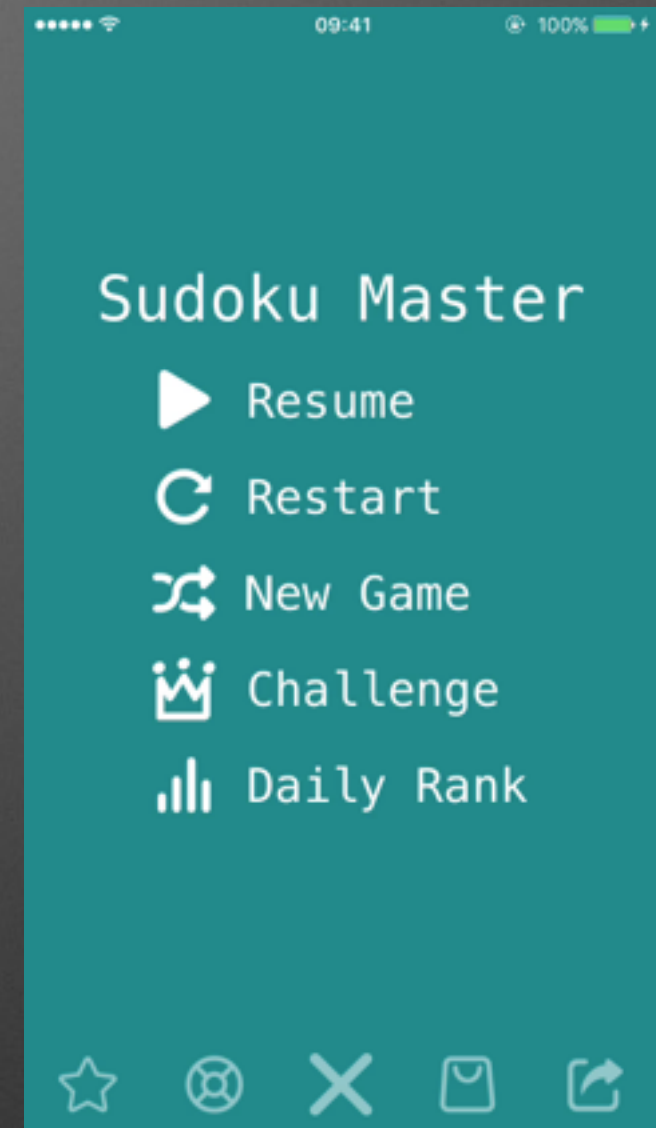 09:41
100%
Sudoku Master
Resume
Restart
New Game
Challenge
Daily Rank